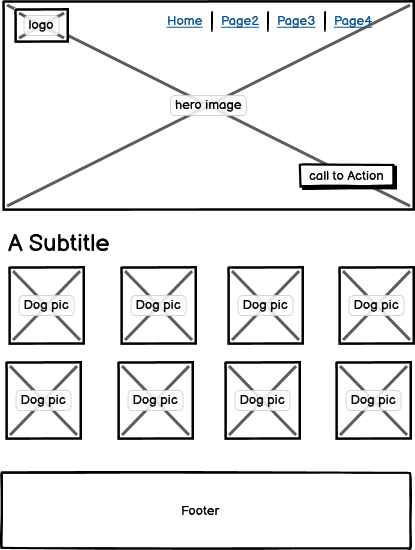 logo
Home | Page2 | Page3 | Page4
hero image
call to Action
A Subtitle
Dog pic Dog pic Dog pic Dog pic
Dog pic Dog pic Dog pic Dog pic
Footer